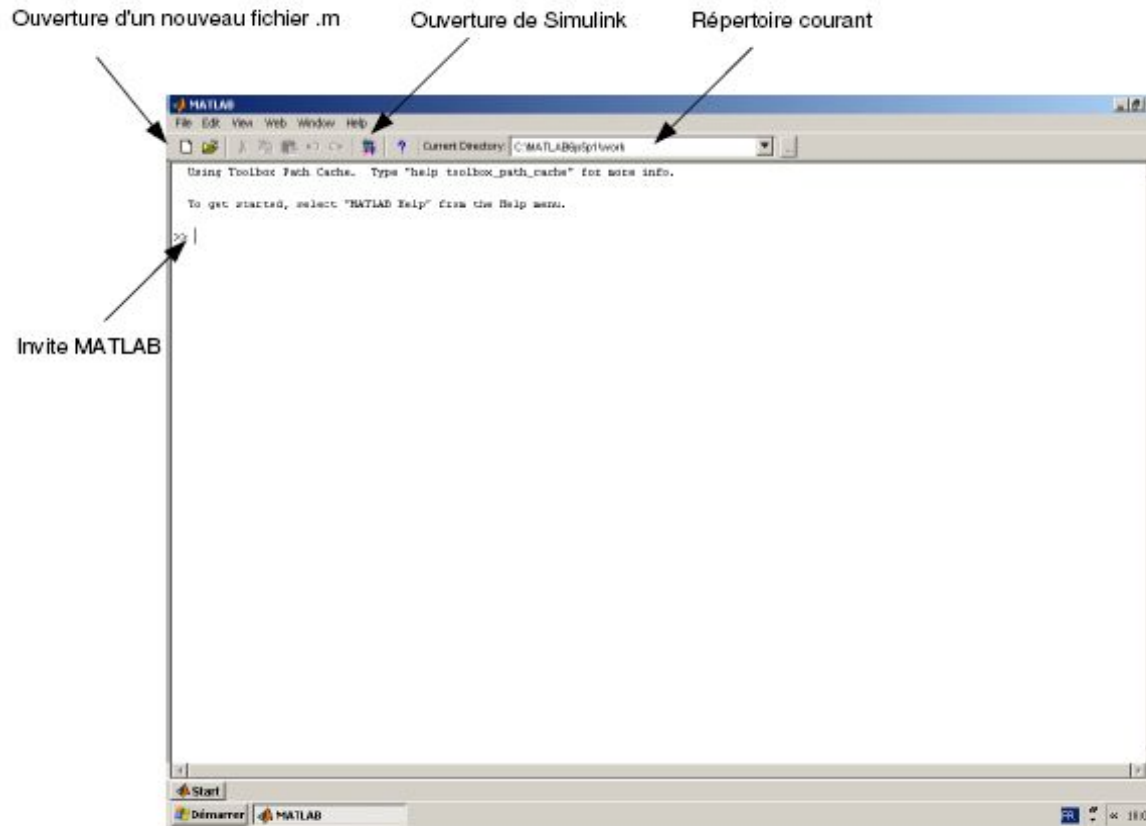 Ouverture d'un nouveau fichier .m
Ouverture de Simulink
Répertoire courant
MATLAB
File Edit View Web Window Help
Current Directory:
Using Toolbox Path Cache. Type "help toolbox_path_cache" for more info.
To get started, select "MATLAB Help" from the Help menu.
>>
Invite MATLAB
Start
Démarrer MATLAB
FR «